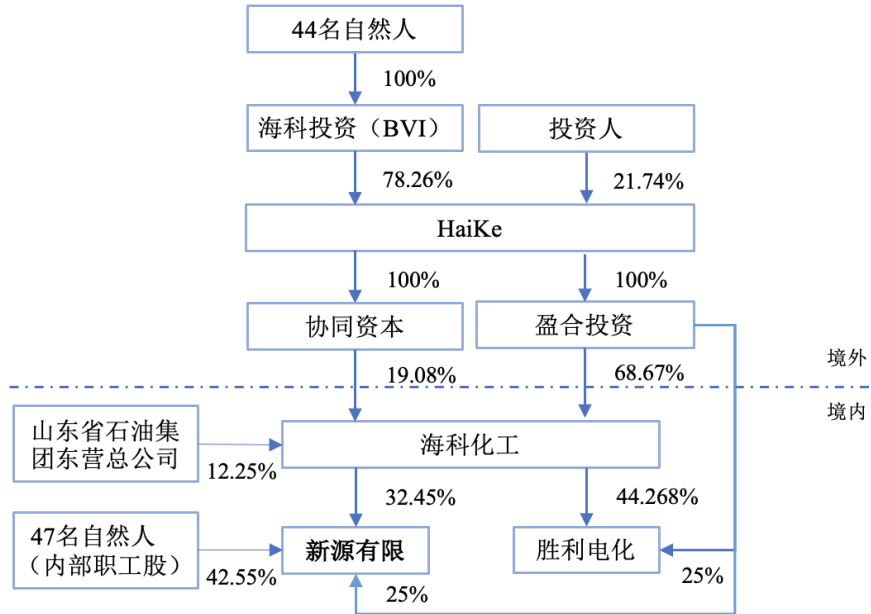 44名自然人
100%
海科投资（BVI）
投资人
78.26%
21.74%
HaiKe
100%
100%
协同资本
盈合投资
境外
19.08%
68.67%
境内
山东省石油集
团东营总公司
海科化工
12.25%
32.45%
44.268%
47名自然人
（内部职工股）
新源有限
胜利电化
42.55%
25%
25%